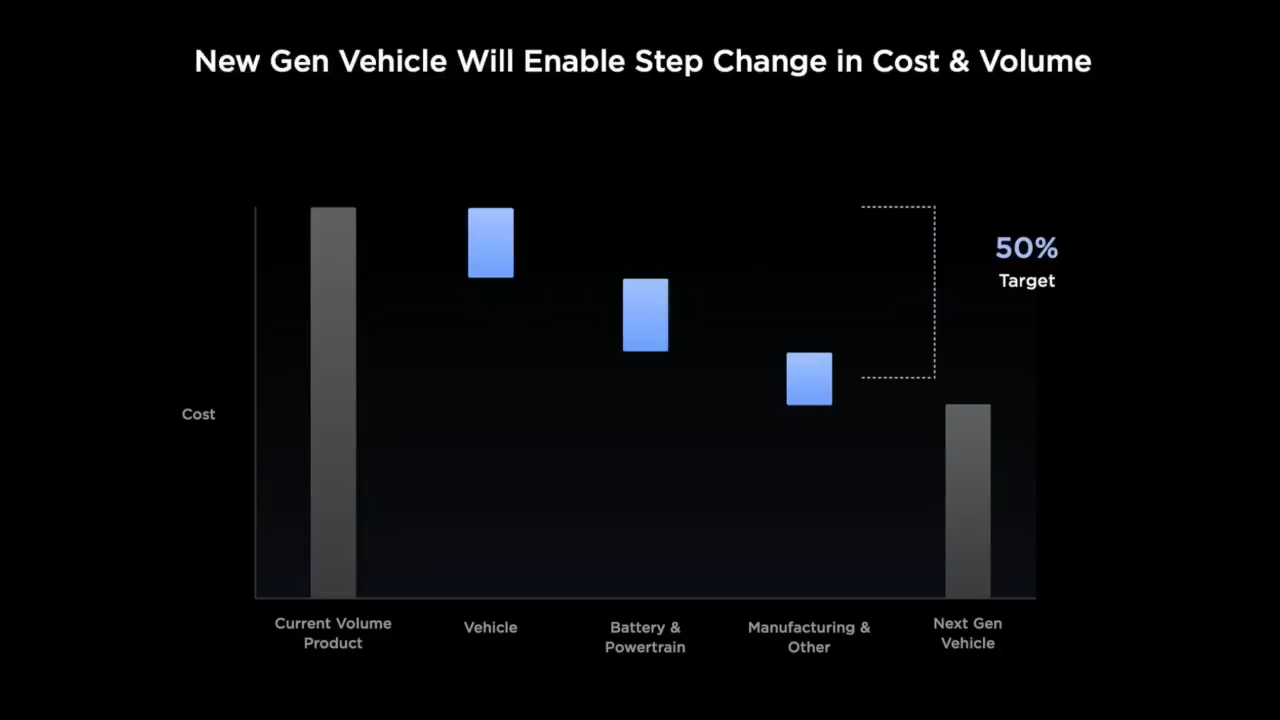 New Gen Vehicle Will Enable Step Change in Cost & Volume
50%
Target
Cost
Current Volume
Product
Vehicle
Battery &
Powertrain
Manufacturing &
Other
Next Gen
Vehicle